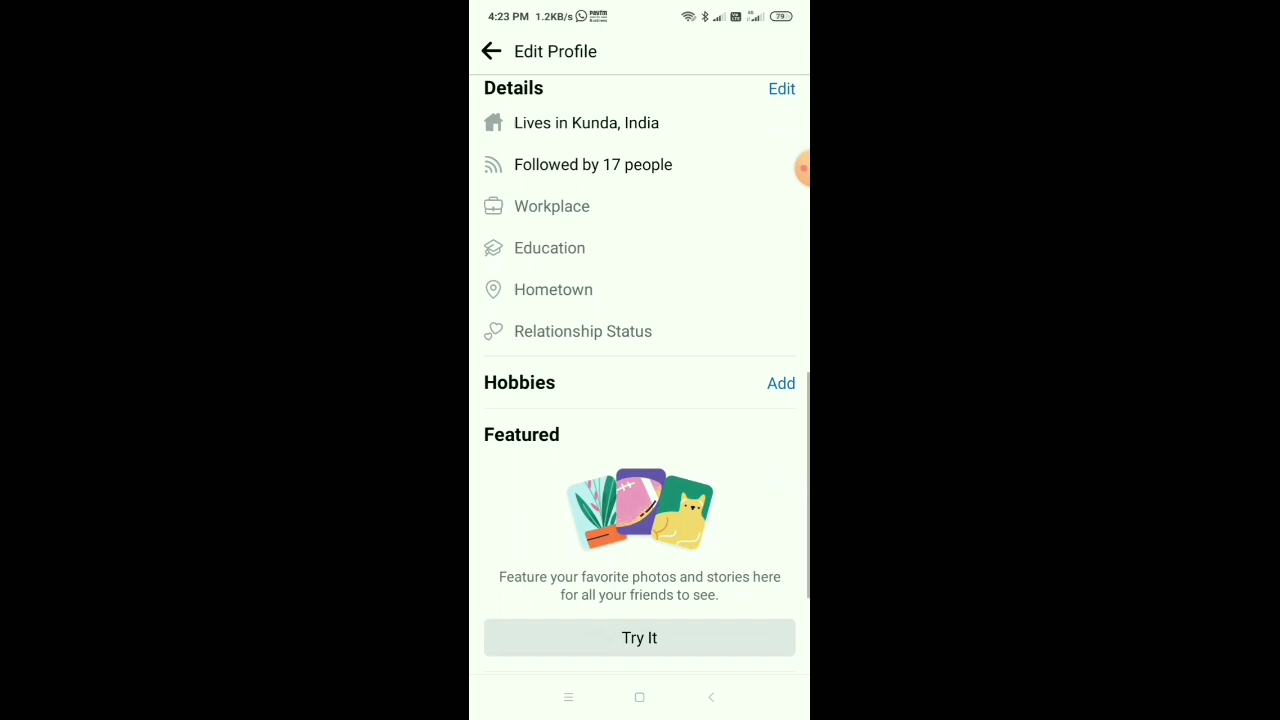 4:23 PM 1.2KB/s paytm
79
Edit Profile
Details Edit
Lives in Kunda, India
Followed by 17 people
Workplace
Education
Hometown
Relationship Status
Hobbies Add
Featured
Feature your favorite photos and stories here
for all your friends to see.
Try It